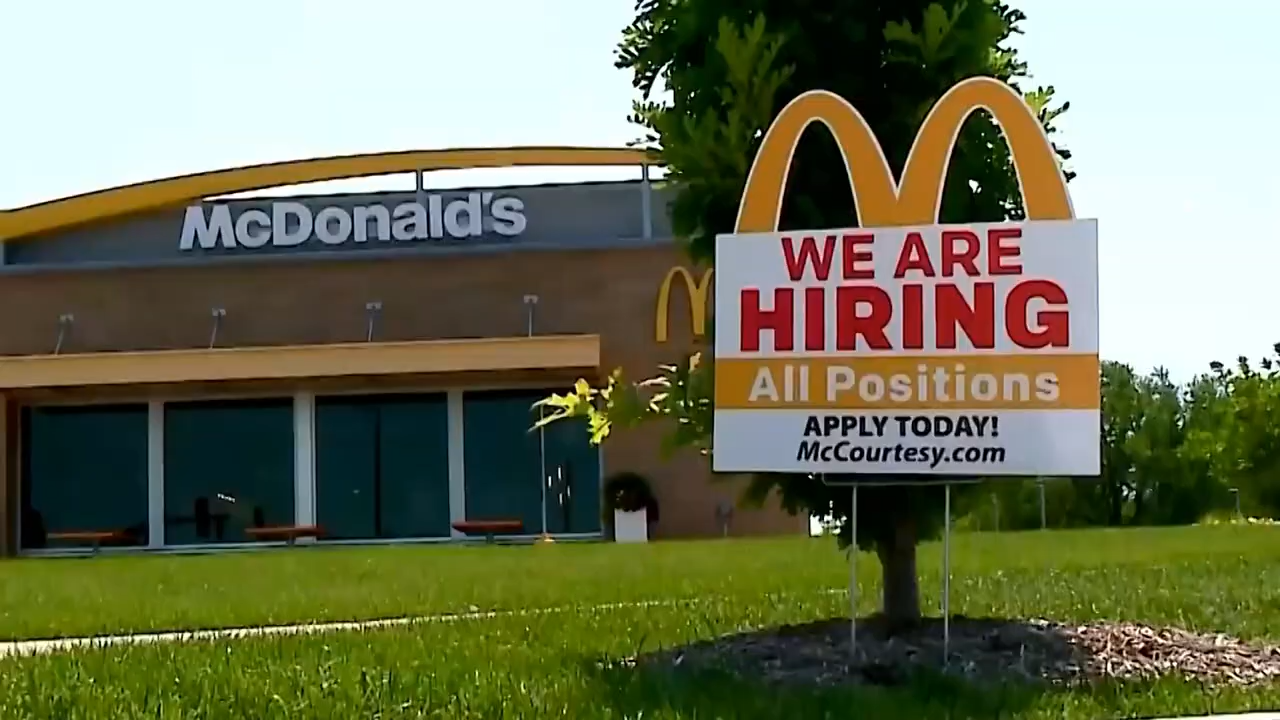 McDonald's
WE ARE
HIRING
All Positions
APPLY TODAY!
McCourtesy.com